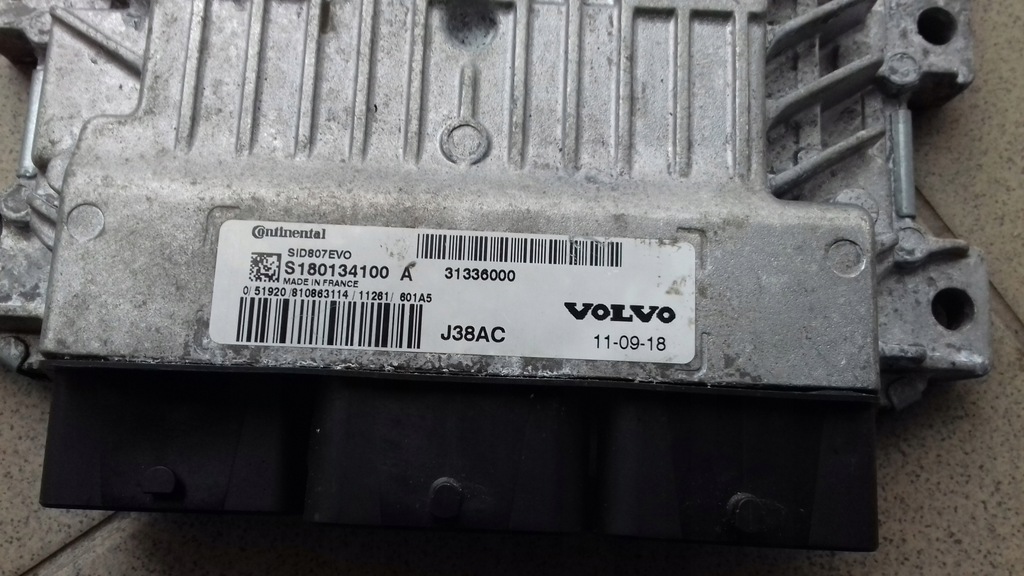 Continental
SID807EVO
S180134100 A
31336000
MADE IN FRANCE
0/ 51920 /810863114 / 11261/ 601A5
VOLVO
J38AC
11-09-18